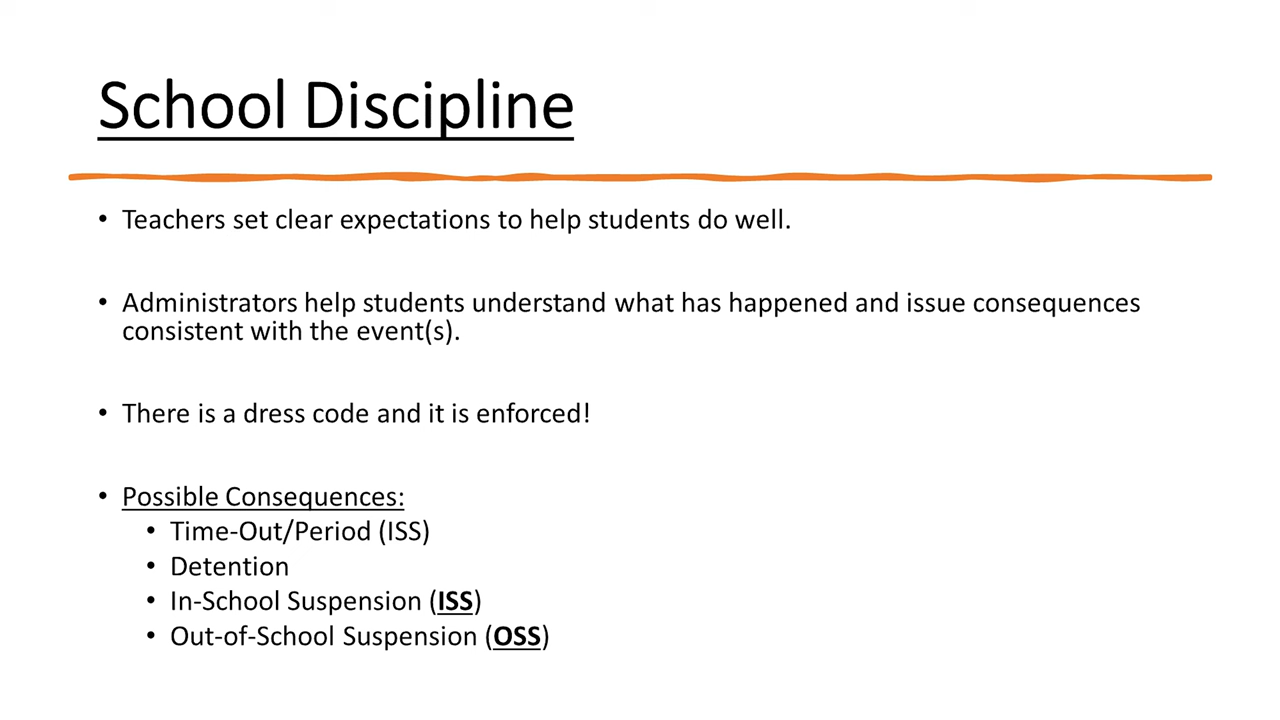 School Discipline
• Teachers set clear expectations to help students do well.
• Administrators help students understand what has happened and issue consequences
consistent with the event(s).
• There is a dress code and it is enforced!
• Possible Consequences:
• Time-Out/Period (ISS)
• Detention
• In-School Suspension (ISS)
• Out-of-School Suspension (OSS)